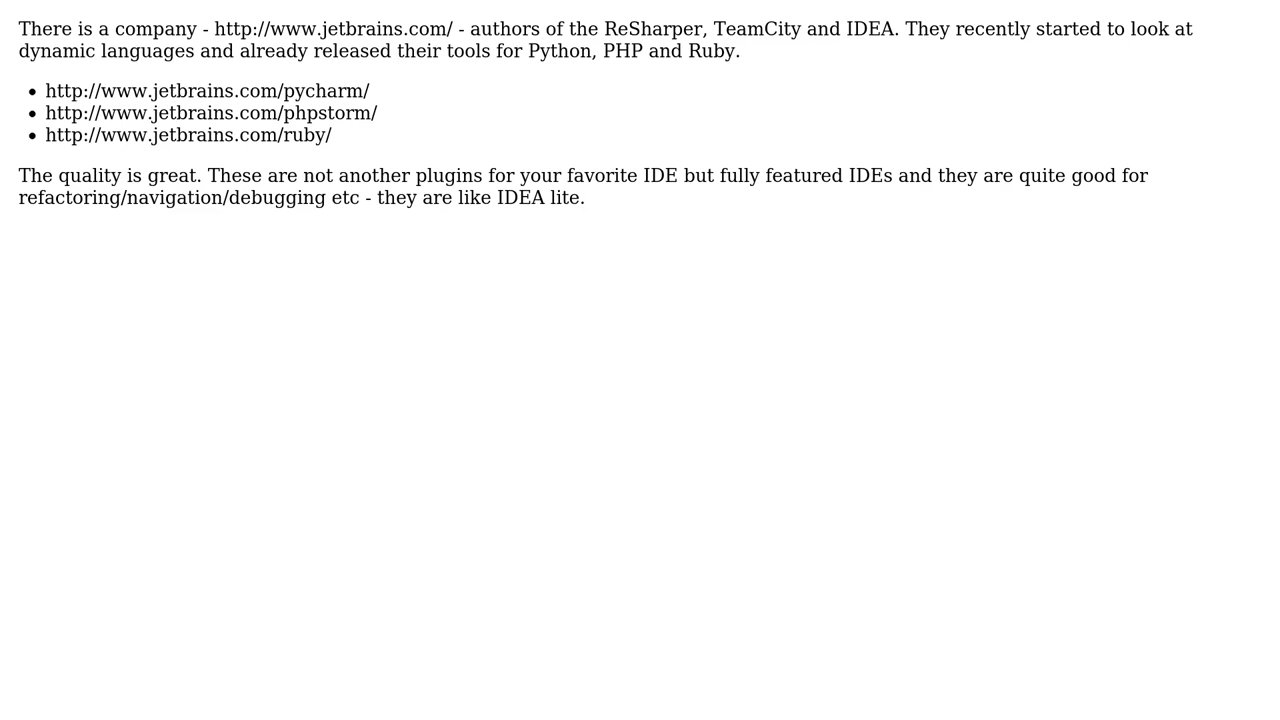 There is a company - http://www.jetbrains.com/ - authors of the ReSharper, TeamCity and IDEA. They recently started to look at
dynamic languages and already released their tools for Python, PHP and Ruby.
• http://www.jetbrains.com/pycharm/
• http://www.jetbrains.com/phpstorm/
• http://www.jetbrains.com/ruby/
The quality is great. These are not another plugins for your favorite IDE but fully featured IDEs and they are quite good for
refactoring/navigation/debugging etc - they are like IDEA lite.